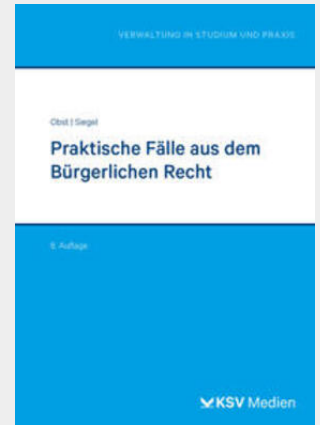 VERWALTUNG IN STUDIUM UND PRAXIS
Obst | Siegel
Praktische Fälle aus dem
Bürgerlichen Recht
Auflage
KSV Medien